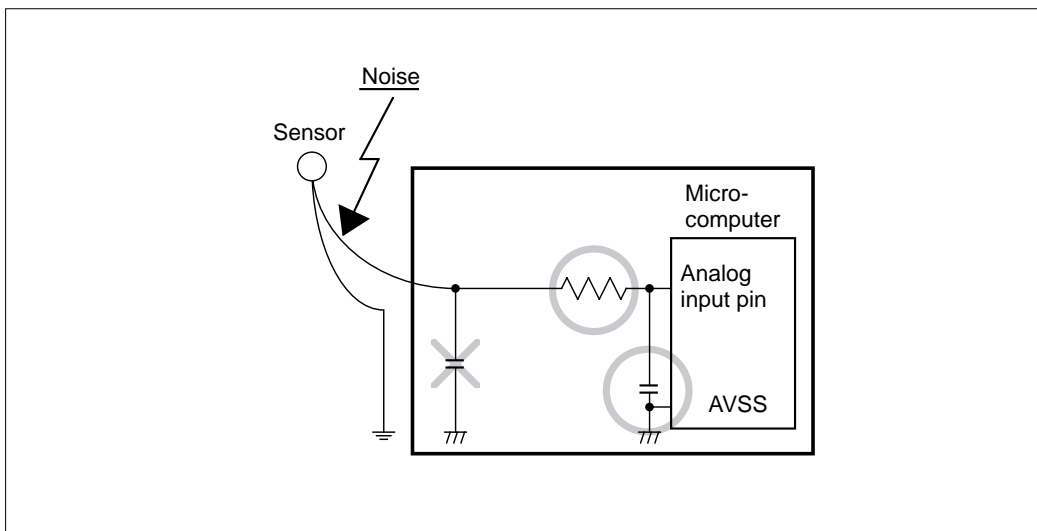 Noise
Sensor
Micro-
computer
Analog
input pin
AVSS